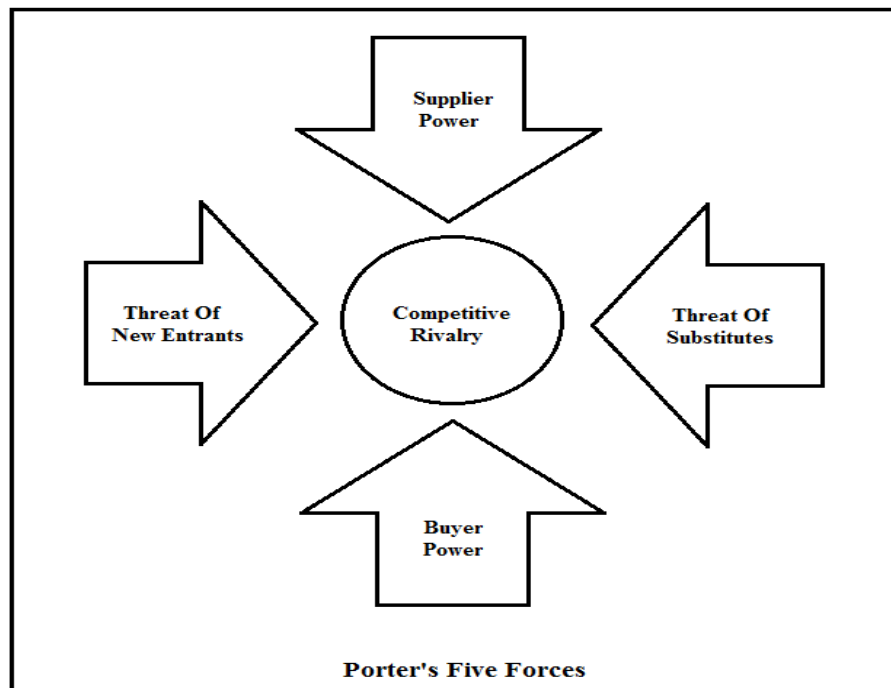 Supplier
Power
Threat Of
New Entrants
Competitive
Rivalry
Threat Of
Substitutes
Buyer
Power
Porter's Five Forces